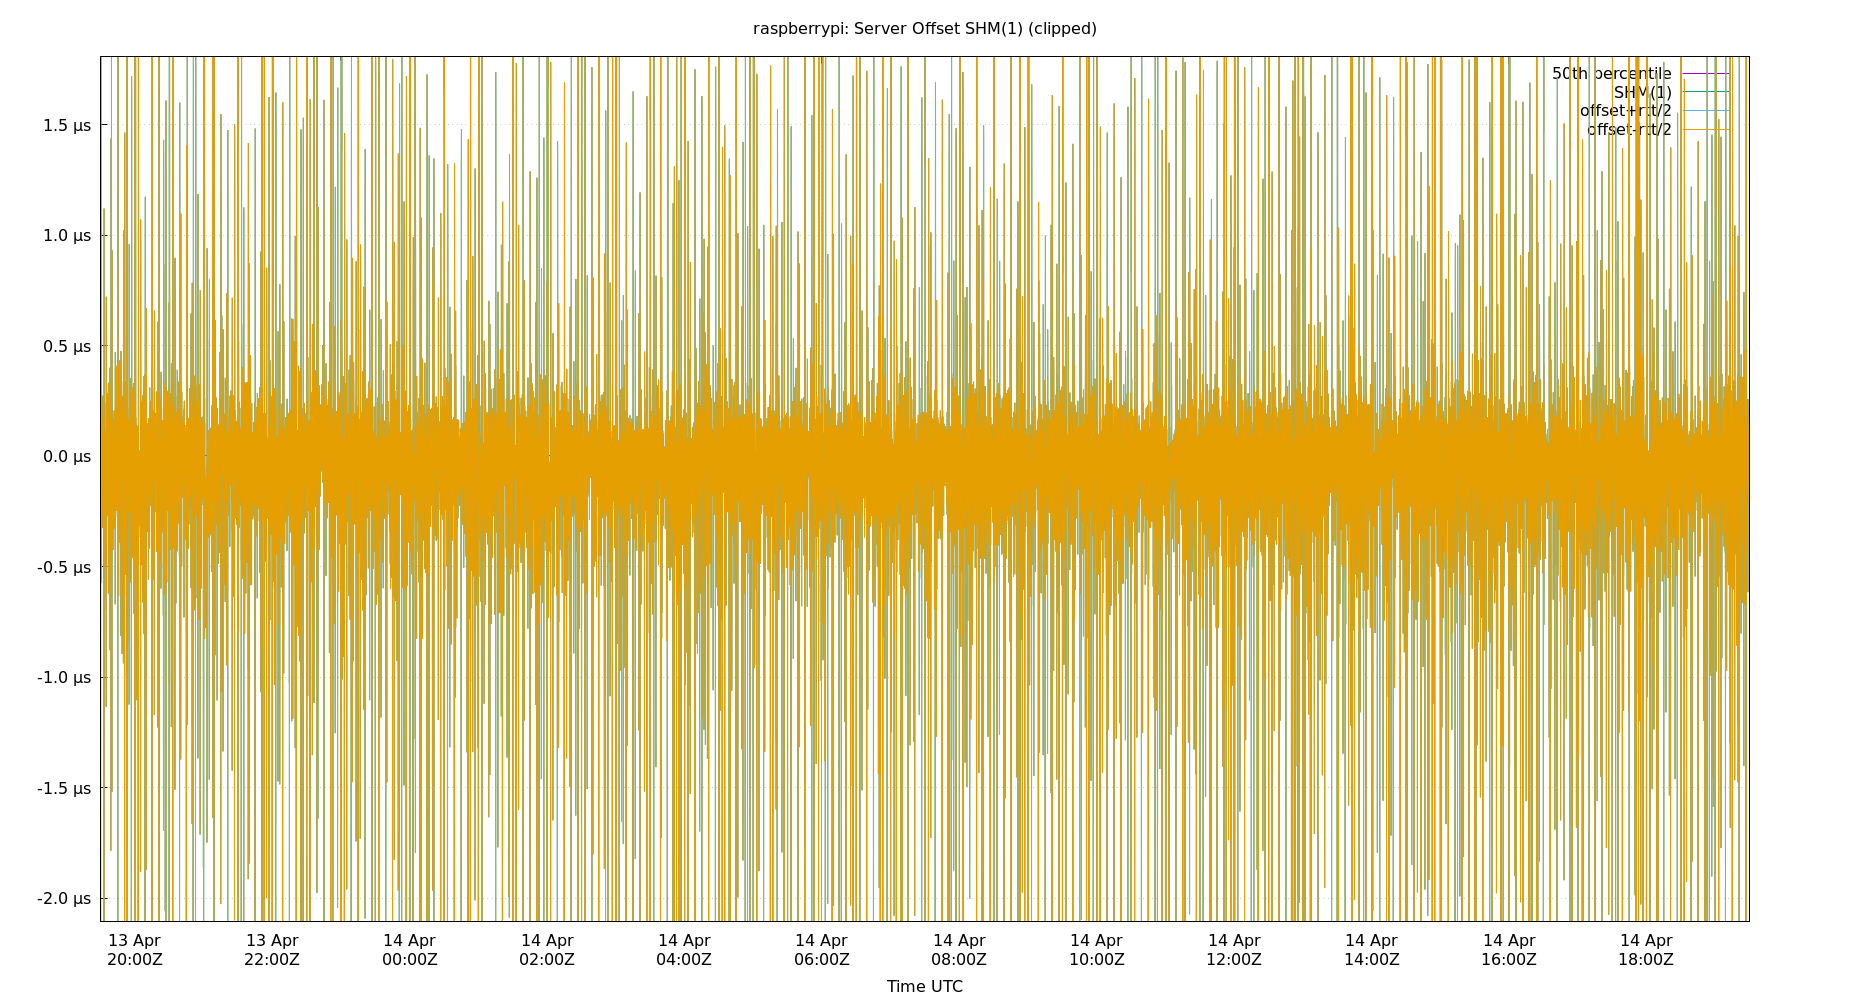 raspberrypi: Server Offset SHM(1) (clipped)
50th percentile
SHM(1)
offset+rtt/2
offset-rtt/2
1.5 µs
1.0 µs
0.5 µs
0.0 µs
-0.5 µs
-1.0 µs
-1.5 µs
-2.0 µs
13 Apr 13 Apr 14 Apr 14 Apr 14 Apr 14 Apr 14 Apr 14 Apr 14 Apr 14 Apr 14 Apr 14 Apr
20:00Z 22:00Z 00:00Z 02:00Z 04:00Z 06:00Z 08:00Z 10:00Z 12:00Z 14:00Z 16:00Z 18:00Z
Time UTC